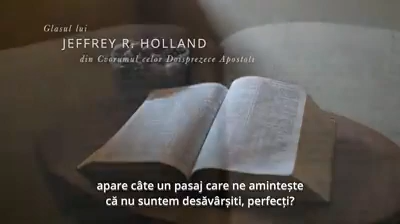 Glasul lui
JEFFREY R. HOLLAND
din Cvorumul celor Doisprezece Apostoli
apare câte un pasaj care ne amintește
că nu suntem desăvârșiti, perfecți?